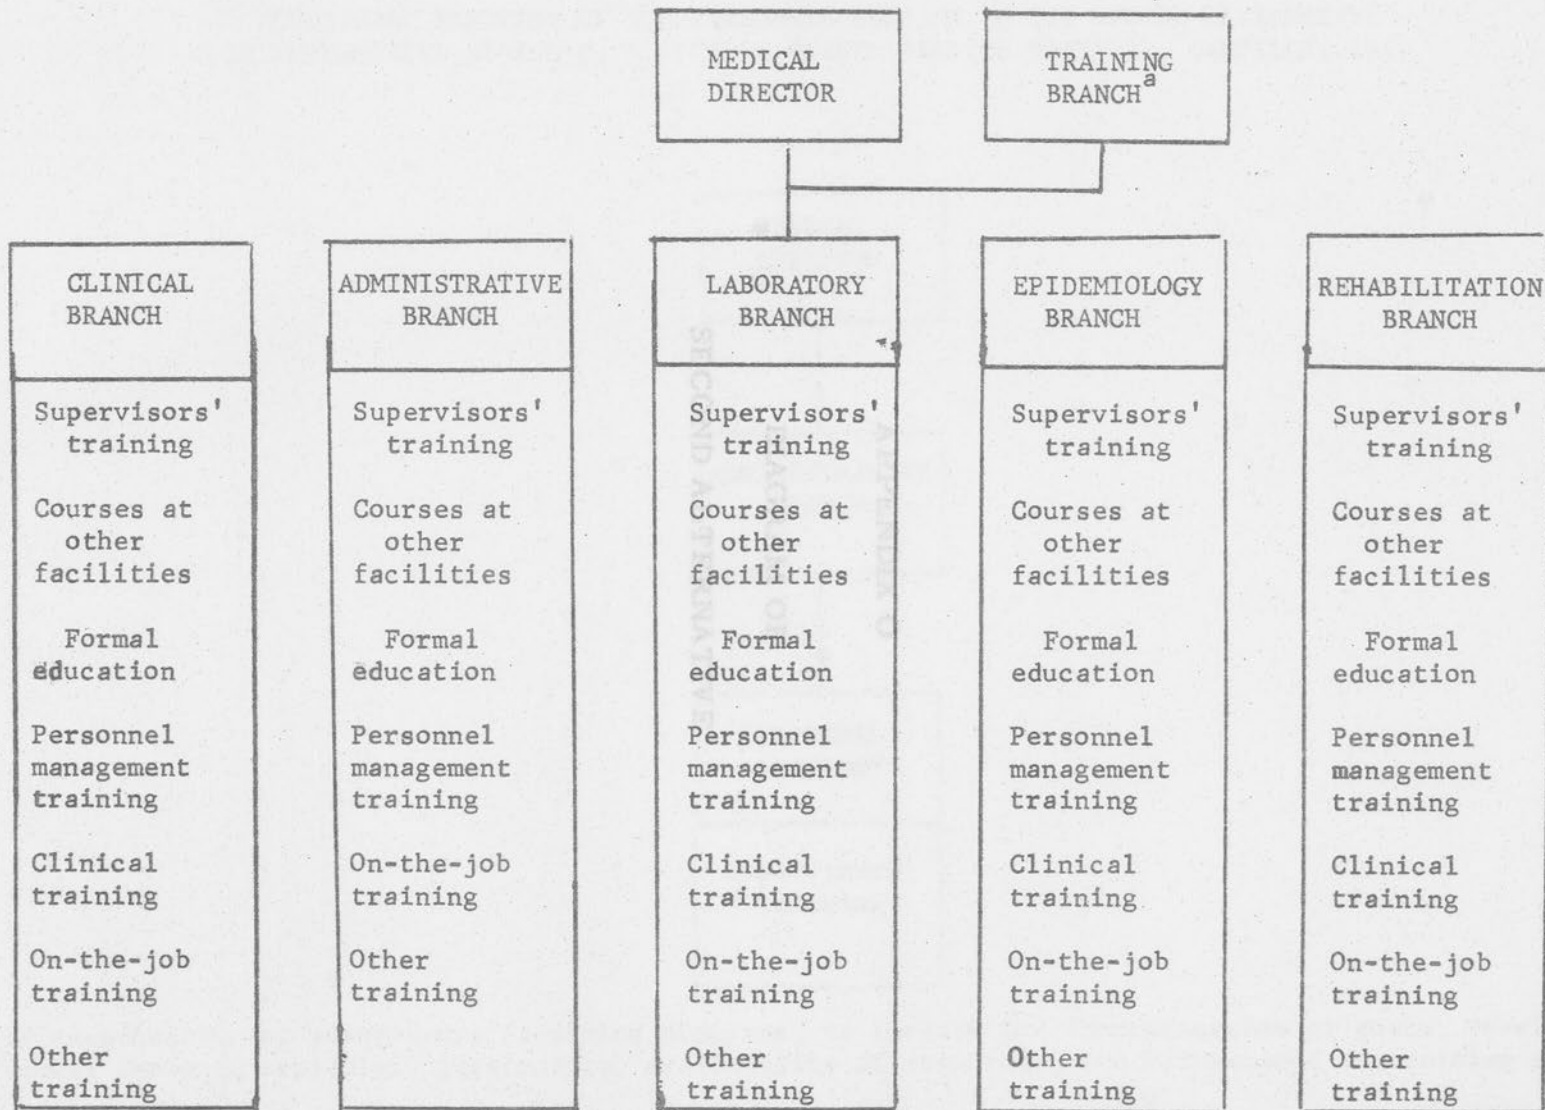 MEDICAL
DIRECTOR
TRAINING
BRANCHa
CLINICAL
BRANCH
Supervisors'
training
Courses at
other
facilities
Formal
education
Personnel
management
training
Clinical
training
On-the-job
training
Other
training
ADMINISTRATIVE
BRANCH
Supervisors'
training
Courses at
other
facilities
Formal
education
Personnel
management
training
On-the-job
training
Other
training
LABORATORY
BRANCH
Supervisors'
training
Courses at
other
facilities
Formal
education
Personnel
management
training
Clinical
training
On-the-job
training
Other
training
EPIDEMIOLOGY
BRANCH
Supervisors'
training
Courses at
other
facilities
Formal
education
Personnel
management
training
Clinical
training
On-the-job
training
Other
training
REHABILITATION
BRANCH
Supervisors'
training
Courses at
other
facilities
Formal
education
Personnel
management
training
Clinical
training
On-the-job
training
Other
training
APPENDIX O
DIAGRAM OF
SECOND ALTERNATIVE